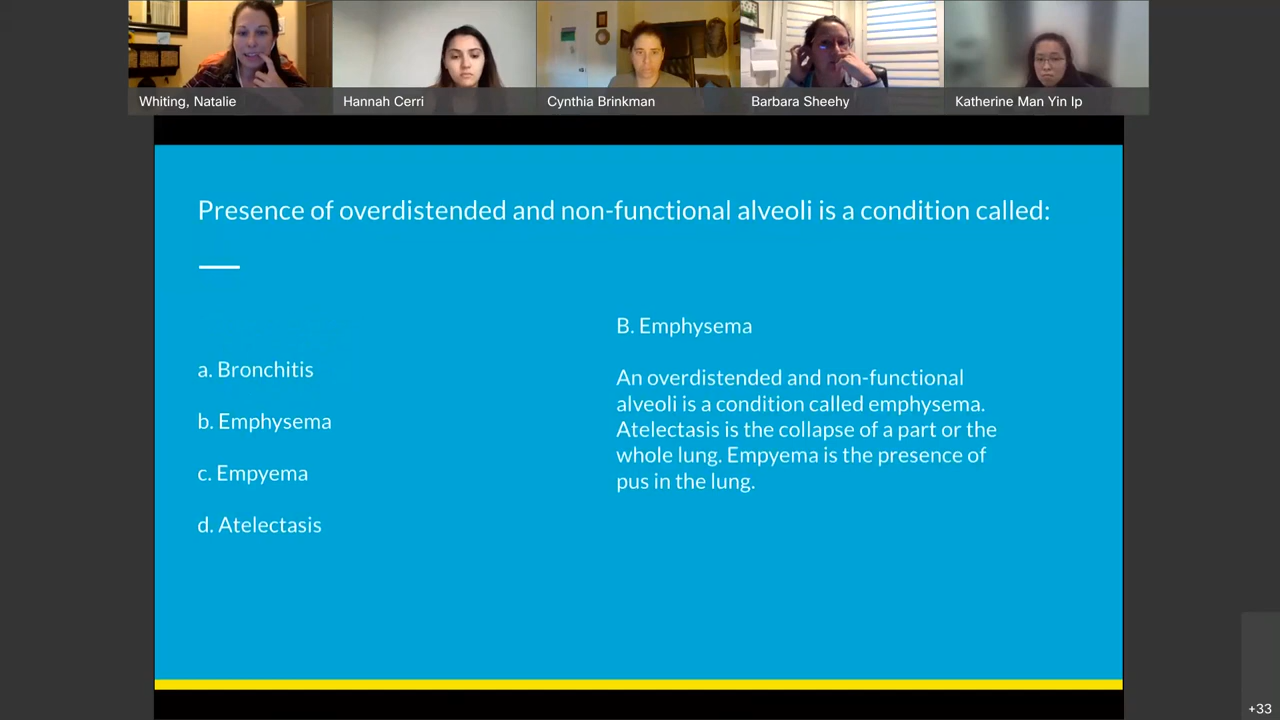 Whiting, Natalie
Hannah Cerri
Cynthia Brinkman
Barbara Sheehy
Katherine Man Yin Ip
Presence of overdistended and non-functional alveoli is a condition called:
a. Bronchitis
b. Emphysema
c. Empyema
d. Atelectasis
B. Emphysema
An overdistended and non-functional
alveoli is a condition called emphysema.
Atelectasis is the collapse of a part or the
whole lung. Empyema is the presence of
pus in the lung.
+33